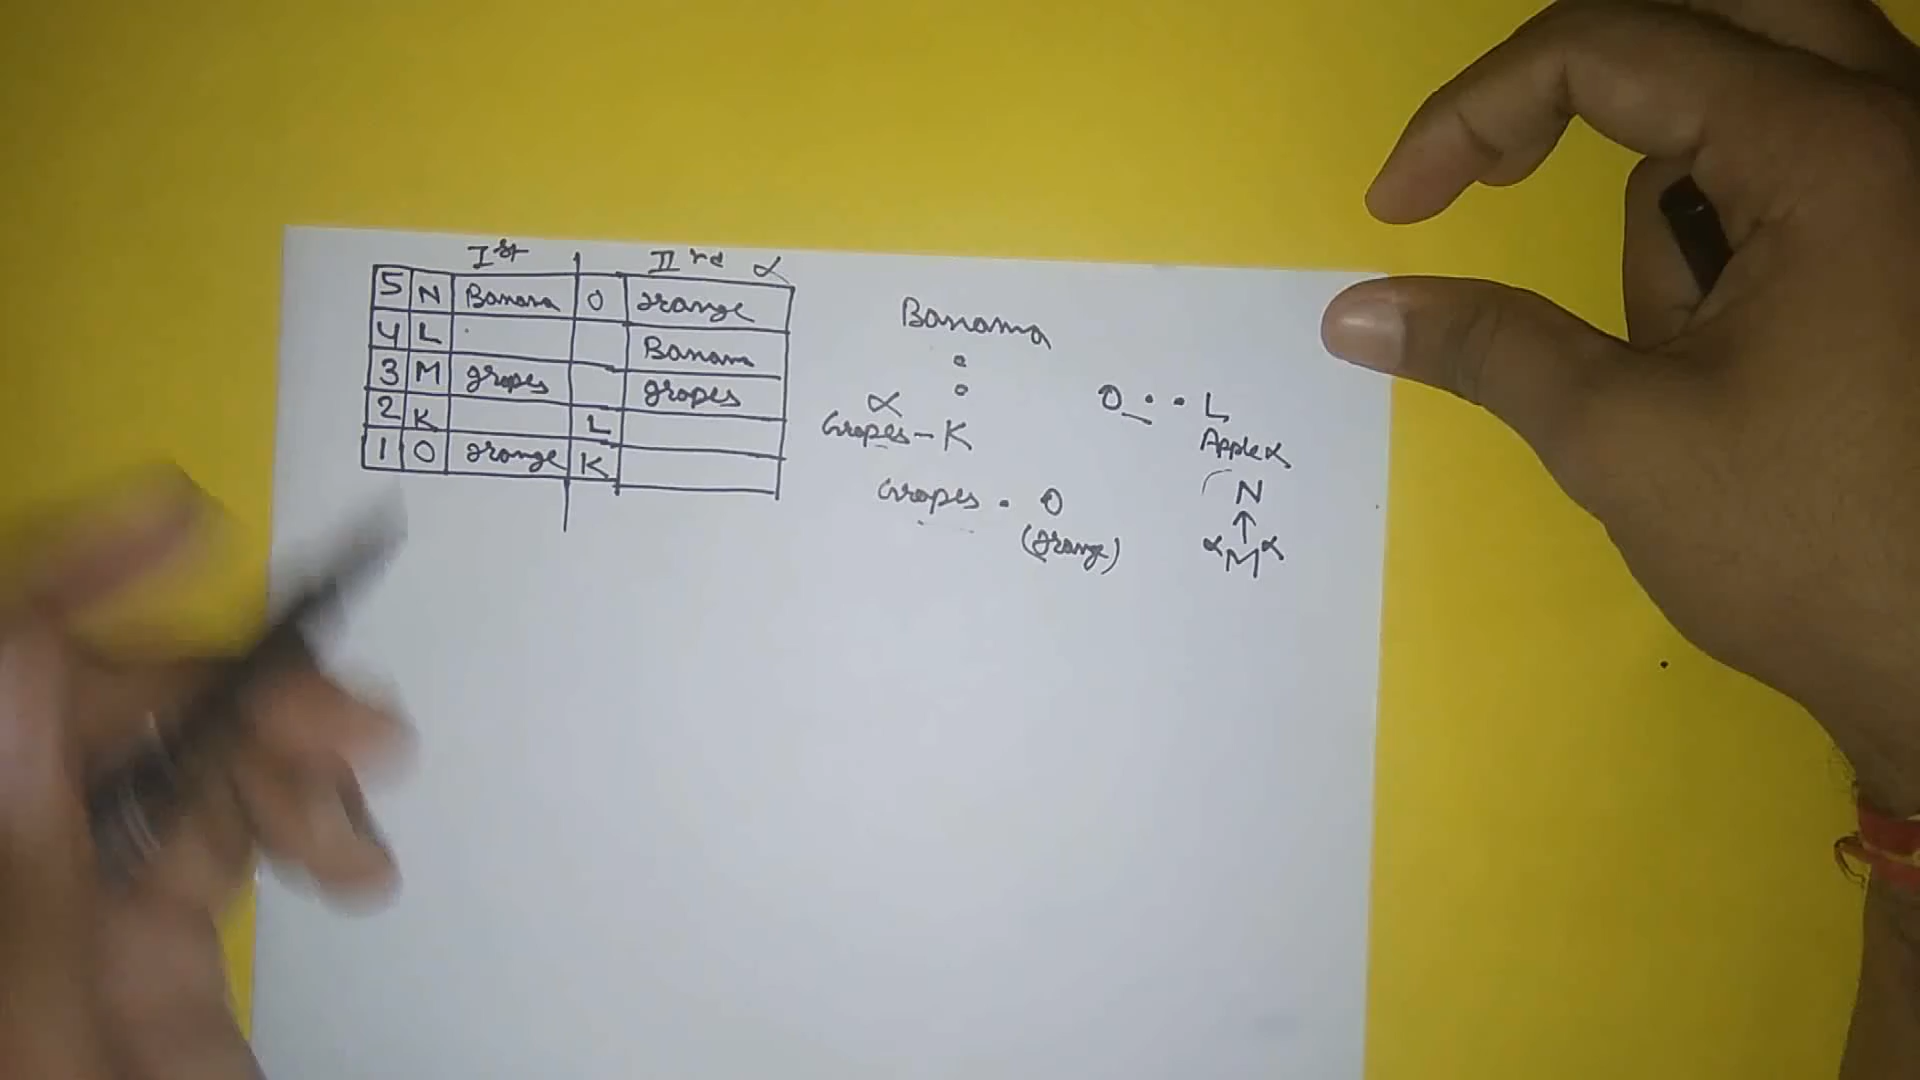 Ist IInd α
5 N Banana O orange
4 L Banana
3 M grapes grapes
2 K L
1 O orange K
Banana
α
Grapes - K
Grapes . O
(orange)
O . . L
Apple α
N
↑
α M α